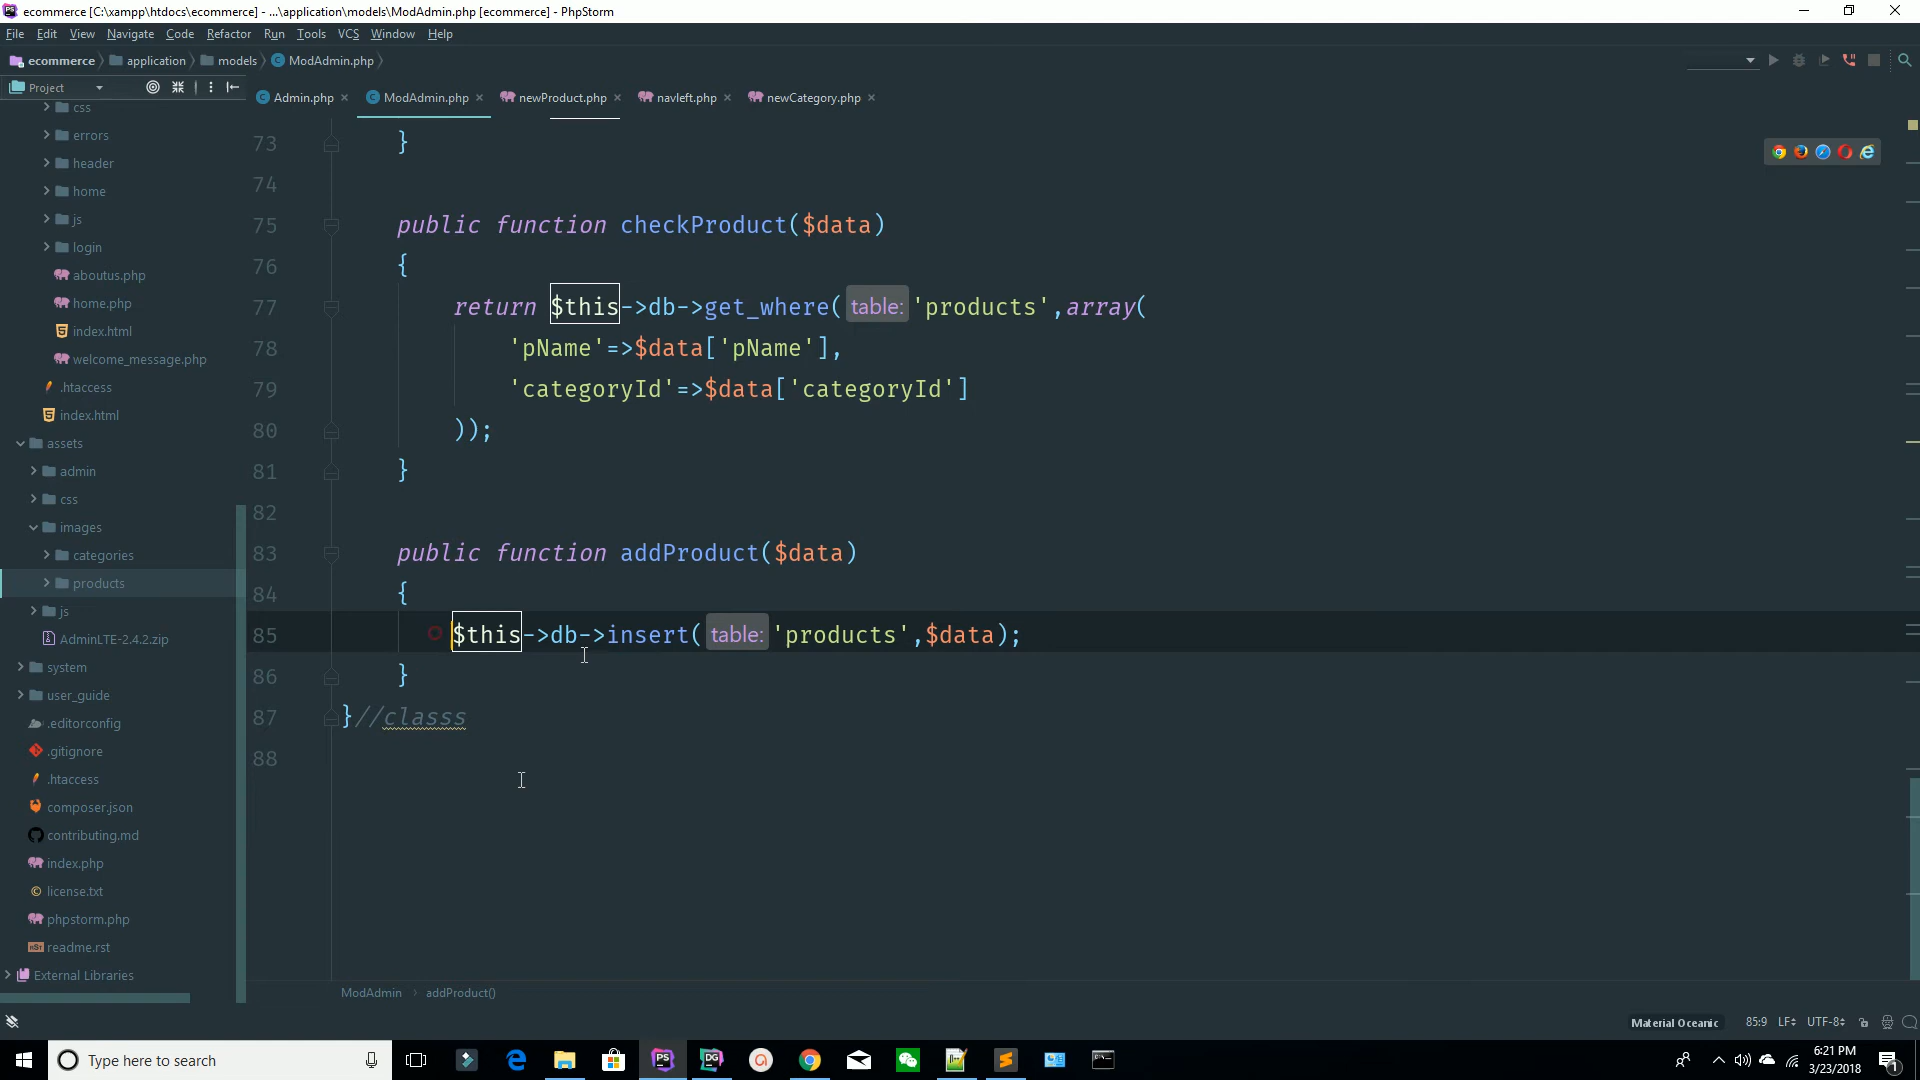 ecommerce [C:\xampp\htdocs\ecommerce] - ...\application\models\ModAdmin.php [ecommerce] - PhpStorm
File Edit View Navigate Code Refactor Run Tools VCS Window Help
ecommerce application models ModAdmin.php
Project
Admin.php ModAdmin.php newProduct.php navleft.php newCategory.php
css
errors
header
home
js
login
aboutus.php
home.php
index.html
welcome_message.php
.htaccess
index.html
assets
admin
css
images
categories
products
js
AdminLTE-2.4.2.zip
system
user_guide
.editorconfig
.gitignore
.htaccess
composer.json
contributing.md
index.php
license.txt
phpstorm.php
readme.rst
External Libraries
73 }
74
75 public function checkProduct($data)
76 {
77 return $this->db->get_where( table: 'products',array(
78 'pName'=>$data['pName'],
79 'categoryId'=>$data['categoryId']
80 ));
81 }
82
83 public function addProduct($data)
84 {
85 $this->db->insert( table: 'products',$data);
86 }
87 }//classs
88
ModAdmin addProduct()
Material Oceanic 85:9 LF UTF-8
Type here to search
PS
DG
6:21 PM
3/23/2018
1